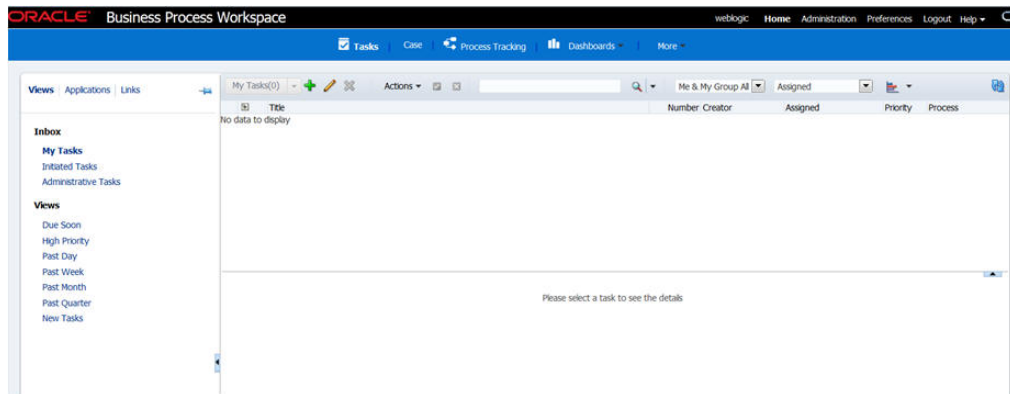 ORACLE Business Process Workspace weblogic Home Administration Preferences Logout Help
Tasks Case Process Tracking Dashboards More
Views Applications Links My Tasks(0) Actions Me & My Group Al Assigned
Title Number Creator Assigned Priority Process
No data to display
Inbox
My Tasks
Initiated Tasks
Administrative Tasks
Views
Due Soon
High Priority
Past Day
Past Week
Past Month
Past Quarter
New Tasks
Please select a task to see the details